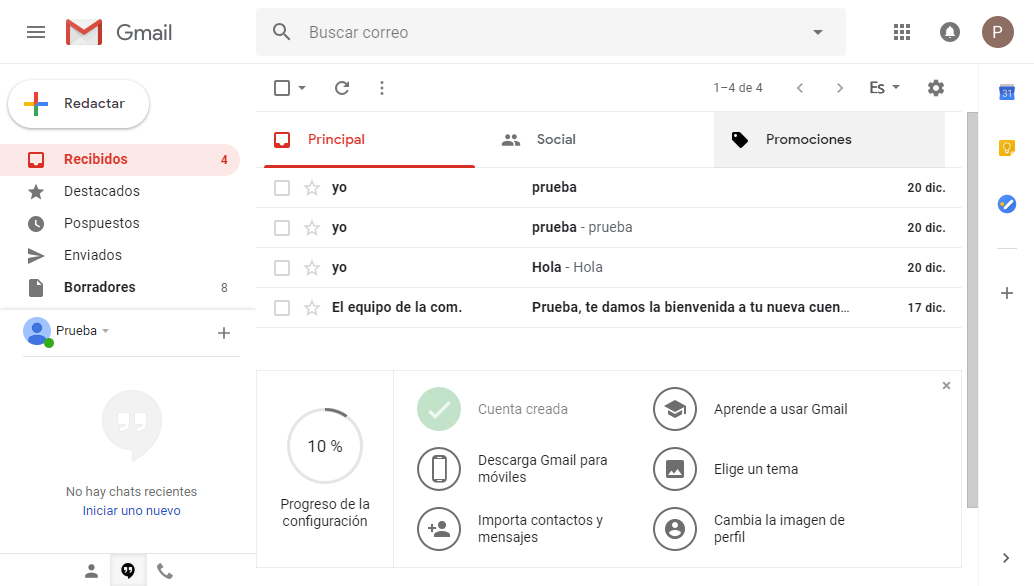 Gmail
Buscar correo
P
Redactar
1–4 de 4
Es
31
Recibidos 4
Destacados
Pospuestos
Enviados
Borradores 8
Principal
Social
Promociones
yo prueba 20 dic.
yo prueba - prueba 20 dic.
yo Hola - Hola 20 dic.
El equipo de la com. Prueba, te damos la bienvenida a tu nueva cuen… 17 dic.
Prueba
No hay chats recientes
Iniciar uno nuevo
10 %
Progreso de la
configuración
Cuenta creada
Descarga Gmail para
móviles
Importa contactos y
mensajes
Aprende a usar Gmail
Elige un tema
Cambia la imagen de
perfil